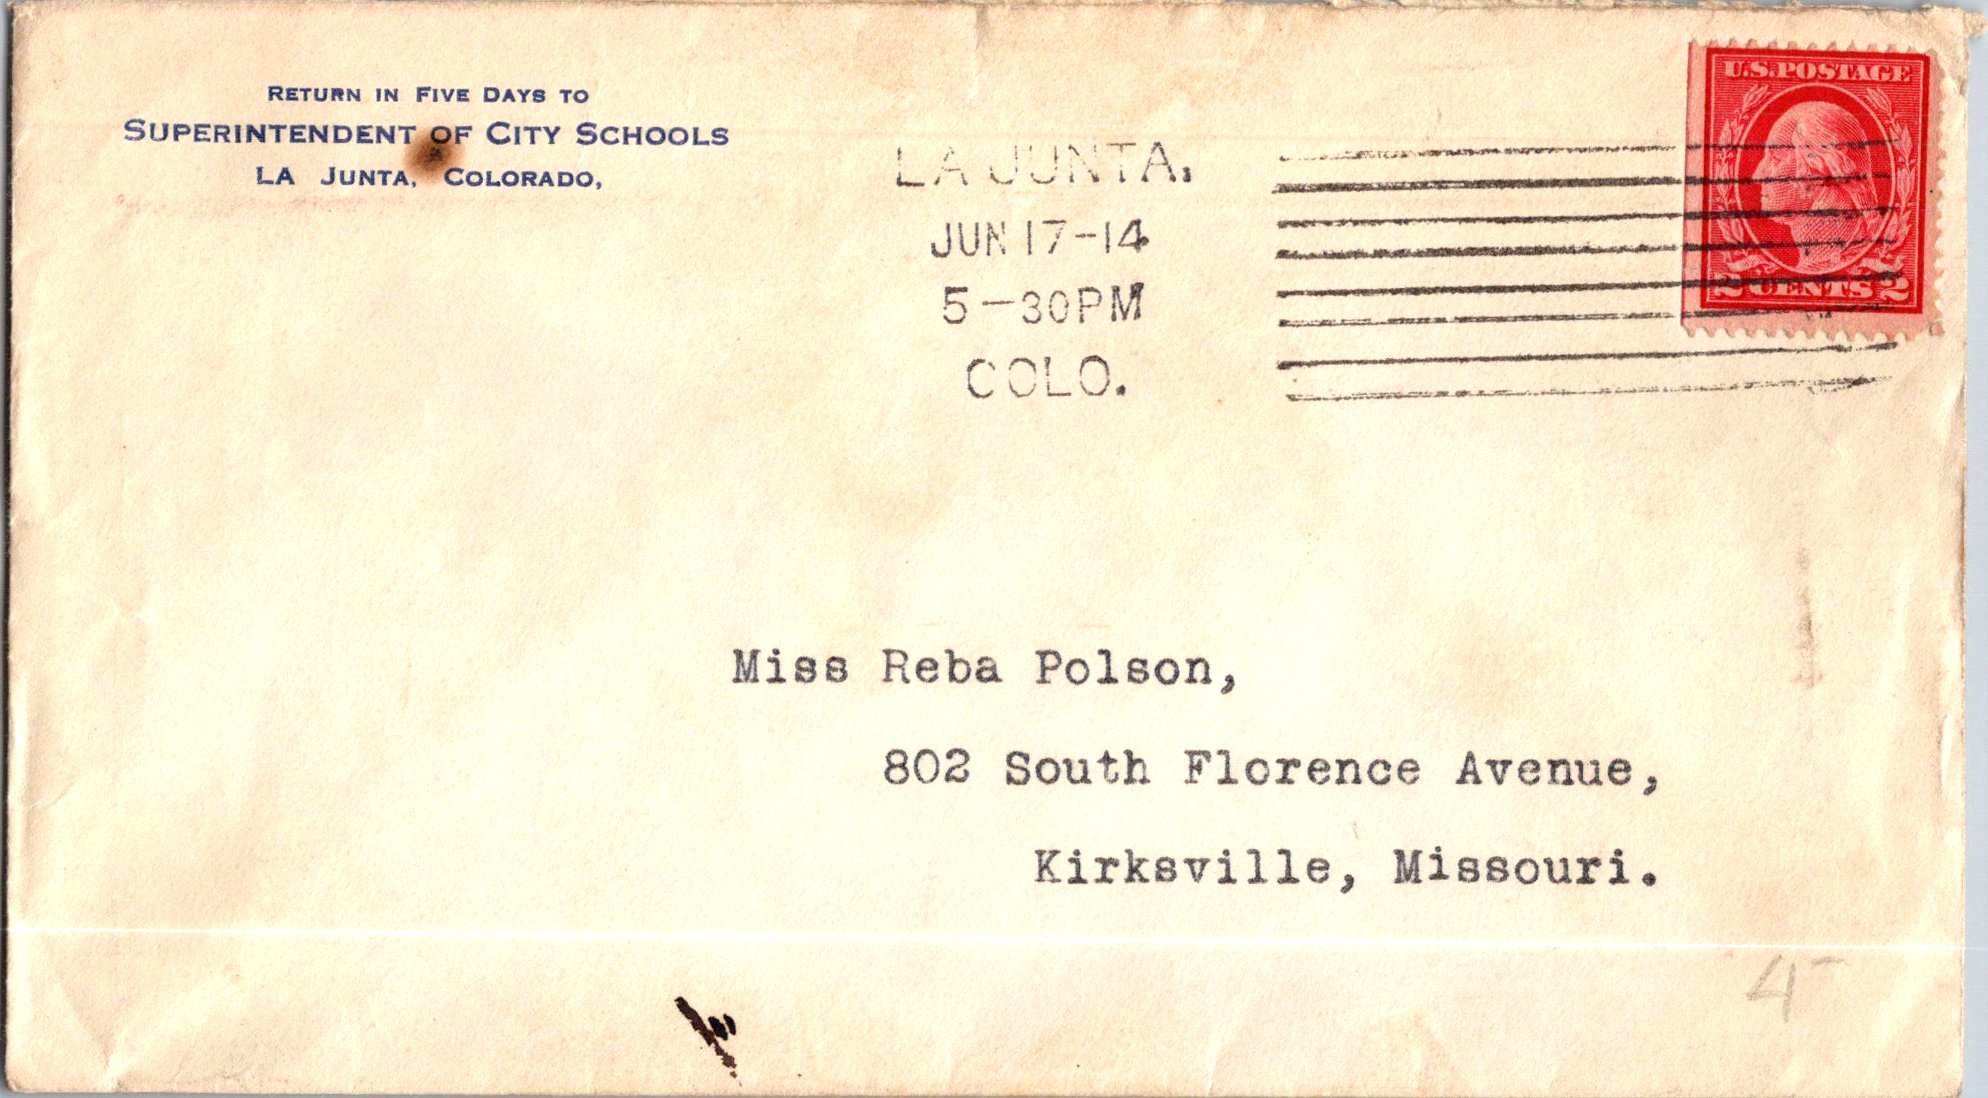 RETURN IN FIVE DAYS TO
SUPERINTENDENT OF CITY SCHOOLS
LA JUNTA, COLORADO,
LA JUNTA.
JUN 17-14
5-30PM
COLO.
U.S. POSTAGE
2 CENTS 2
Miss Reba Polson,
802 South Florence Avenue,
Kirksville, Missouri.
4-